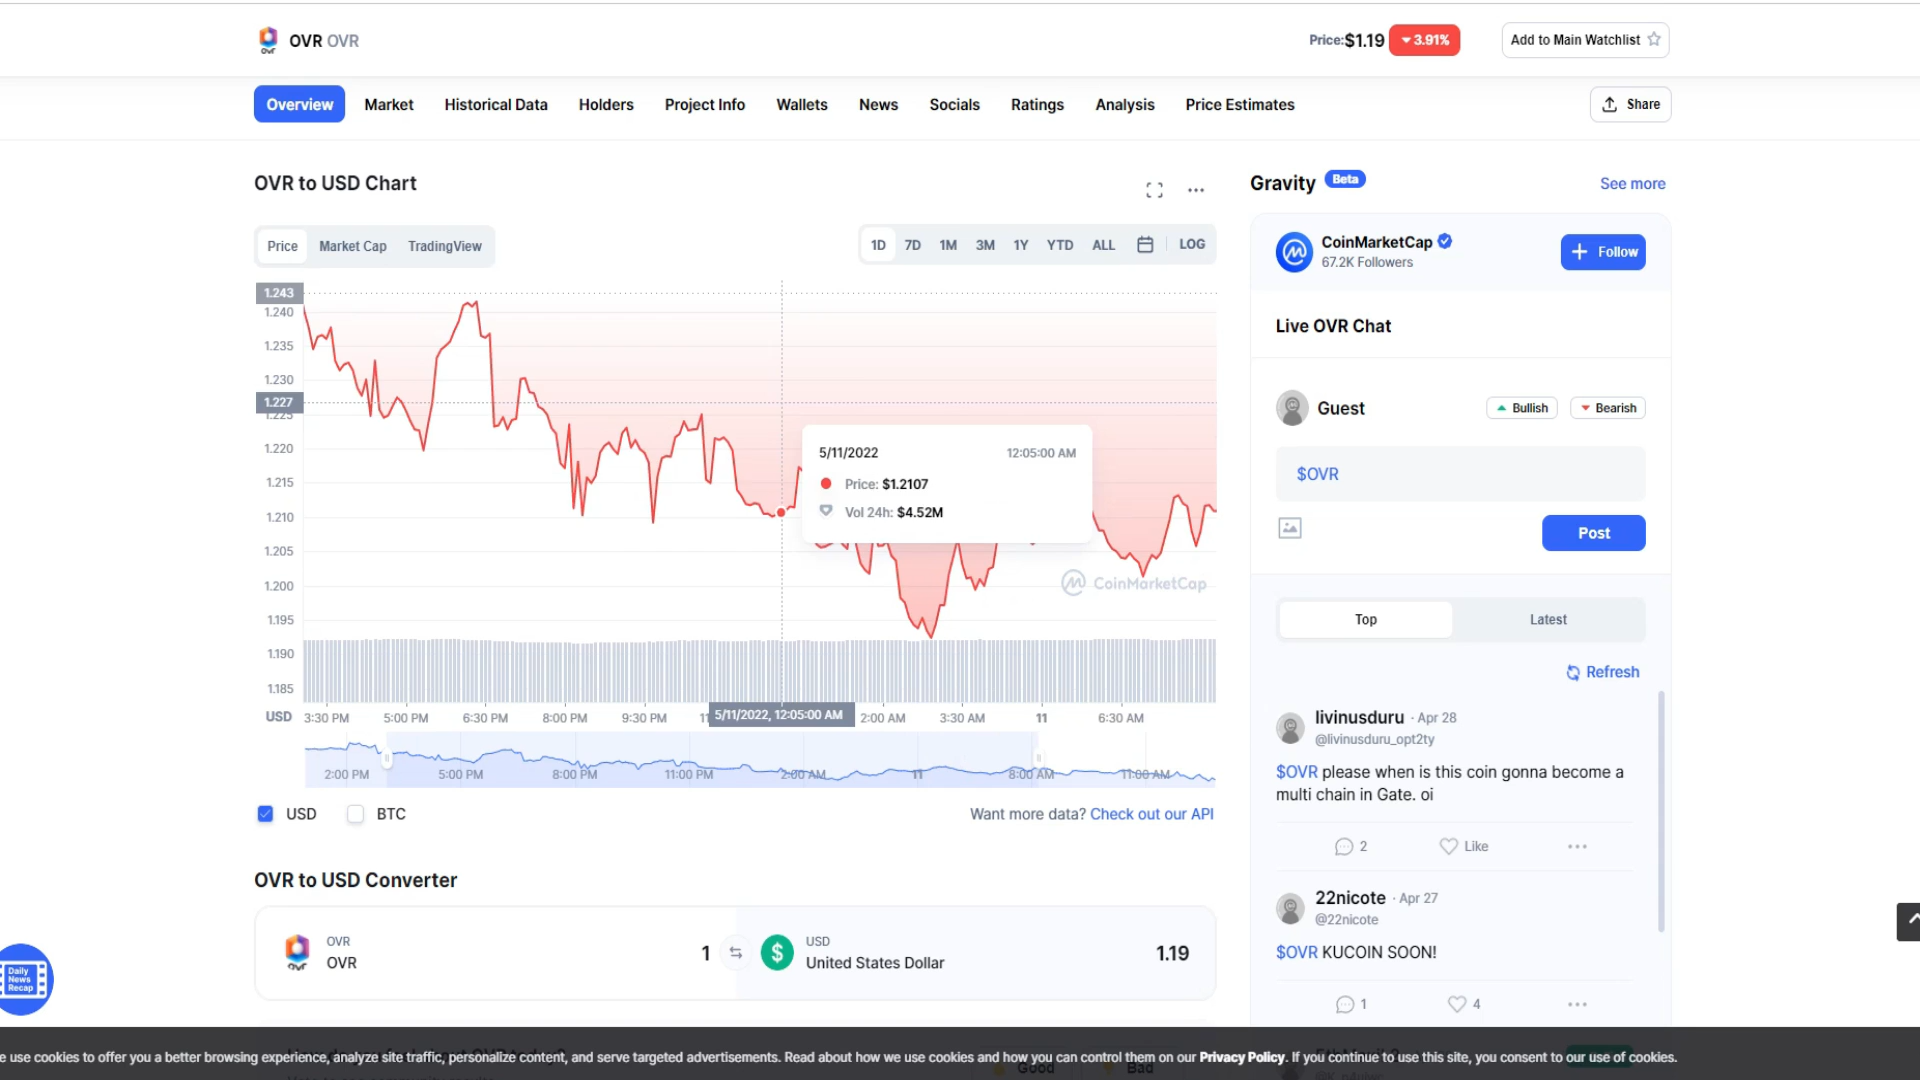 OVR OVR
Price:$1.19 3.91%
Add to Main Watchlist
Overview Market Historical Data Holders Project Info Wallets News Socials Ratings Analysis Price Estimates
Share
OVR to USD Chart
Price Market Cap TradingView
1D 7D 1M 3M 1Y YTD ALL LOG
1.243
1.240
1.235
1.230
1.227
1.225
1.220
1.215
1.210
1.205
1.200
1.195
1.190
1.185
5/11/2022 12:05:00 AM
Price: $1.2107
Vol 24h: $4.52M
CoinMarketCap
USD 3:30 PM 5:00 PM 6:30 PM 8:00 PM 9:30 PM 5/11/2022, 12:05:00 AM 2:00 AM 3:30 AM 11 6:30 AM
2:00 PM 5:00 PM 8:00 PM 11:00 PM 2:00 AM 11 8:00 AM 11:00 AM
USD BTC
Want more data? Check out our API
OVR to USD Converter
OVR
OVR
1
USD
United States Dollar
1.19
Gravity Beta
See more
CoinMarketCap
67.2K Followers
Follow
Live OVR Chat
Guest
Bullish Bearish
$OVR
Post
Top Latest
Refresh
livinusduru · Apr 28
@livinusduru_opt2ty
$OVR please when is this coin gonna become a
multi chain in Gate. oi
2 Like
22nicote · Apr 27
@22nicote
$OVR KUCOIN SOON!
1 4
Daily
News
Recap
e use cookies to offer you a better browsing experience, analyze site traffic, personalize content, and serve targeted advertisements. Read about how we use cookies and how you can control them on our Privacy Policy. If you continue to use this site, you consent to our use of cookies.
Good Bad